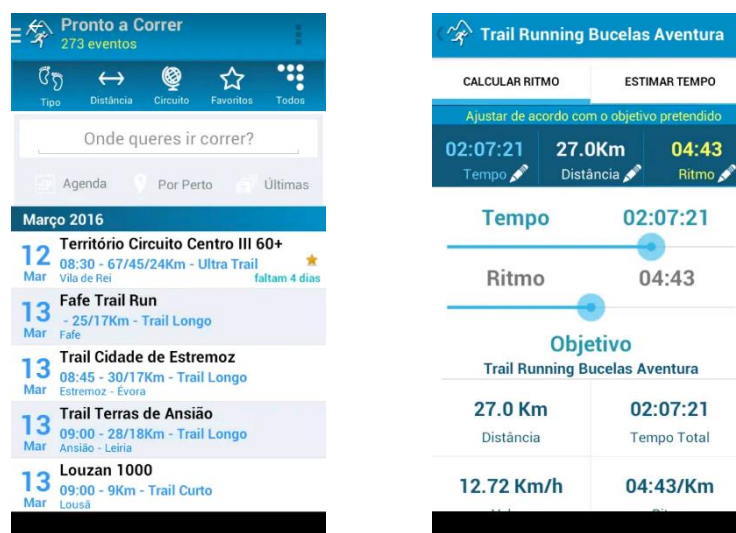 Pronto a Correr
273 eventos
Tipo
Distância
Circuito
Favoritos
Todos
Onde queres ir correr?
Agenda
Por Perto
Últimas
Março 2016
12 Mar
Território Circuito Centro III 60+
08:30 - 67/45/24Km - Ultra Trail
Vila de Rei
faltam 4 dias
13 Mar
Fafe Trail Run
- 25/17Km - Trail Longo
Fafe
13 Mar
Trail Cidade de Estremoz
08:45 - 30/17Km - Trail Longo
Estremoz - Évora
13 Mar
Trail Terras de Ansião
09:00 - 28/18Km - Trail Longo
Ansião - Leiria
13 Mar
Louzan 1000
09:00 - 9Km - Trail Curto
Lousã
Trail Running Bucelas Aventura
CALCULAR RITMO
ESTIMAR TEMPO
Ajustar de acordo com o objetivo pretendido
02:07:21
27.0Km
04:43
Tempo
Distância
Ritmo
Tempo
02:07:21
Ritmo
04:43
Objetivo
Trail Running Bucelas Aventura
27.0 Km
02:07:21
Distância
Tempo Total
12.72 Km/h
04:43/Km